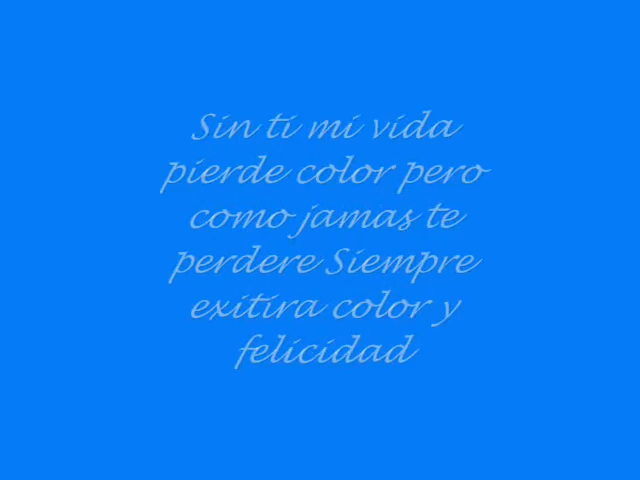 Sin ti mi vida
pierde color pero
como jamas te
perdere Siempre
exitira color y
felicidad